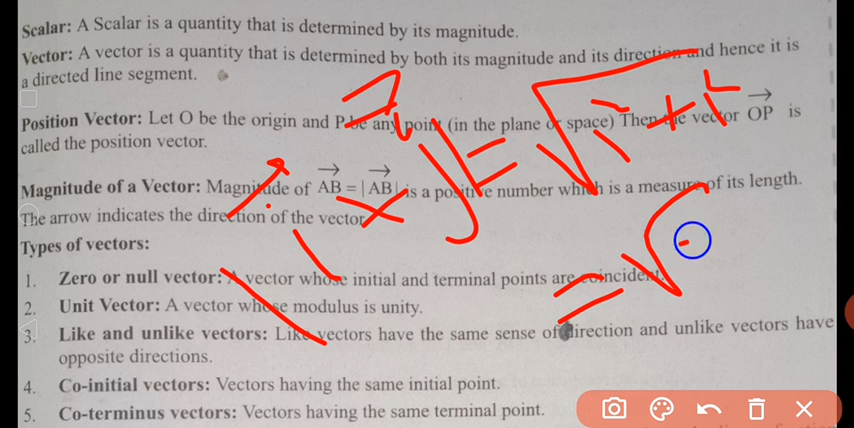 Scalar: A Scalar is a quantity that is determined by its magnitude.
Vector: A vector is a quantity that is determined by both its magnitude and its direction and hence it is
a directed line segment.
Position Vector: Let O be the origin and P be any point (in the plane or space) Then the vector OP is
called the position vector.
Magnitude of a Vector: Magnitude of AB = | AB | is a positive number which is a measure of its length.
The arrow indicates the direction of the vector
Types of vectors:
1. Zero or null vector: A vector whose initial and terminal points are coincident.
2. Unit Vector: A vector whose modulus is unity.
3. Like and unlike vectors: Like vectors have the same sense of direction and unlike vectors have
opposite directions.
4. Co-initial vectors: Vectors having the same initial point.
5. Co-terminus vectors: Vectors having the same terminal point.